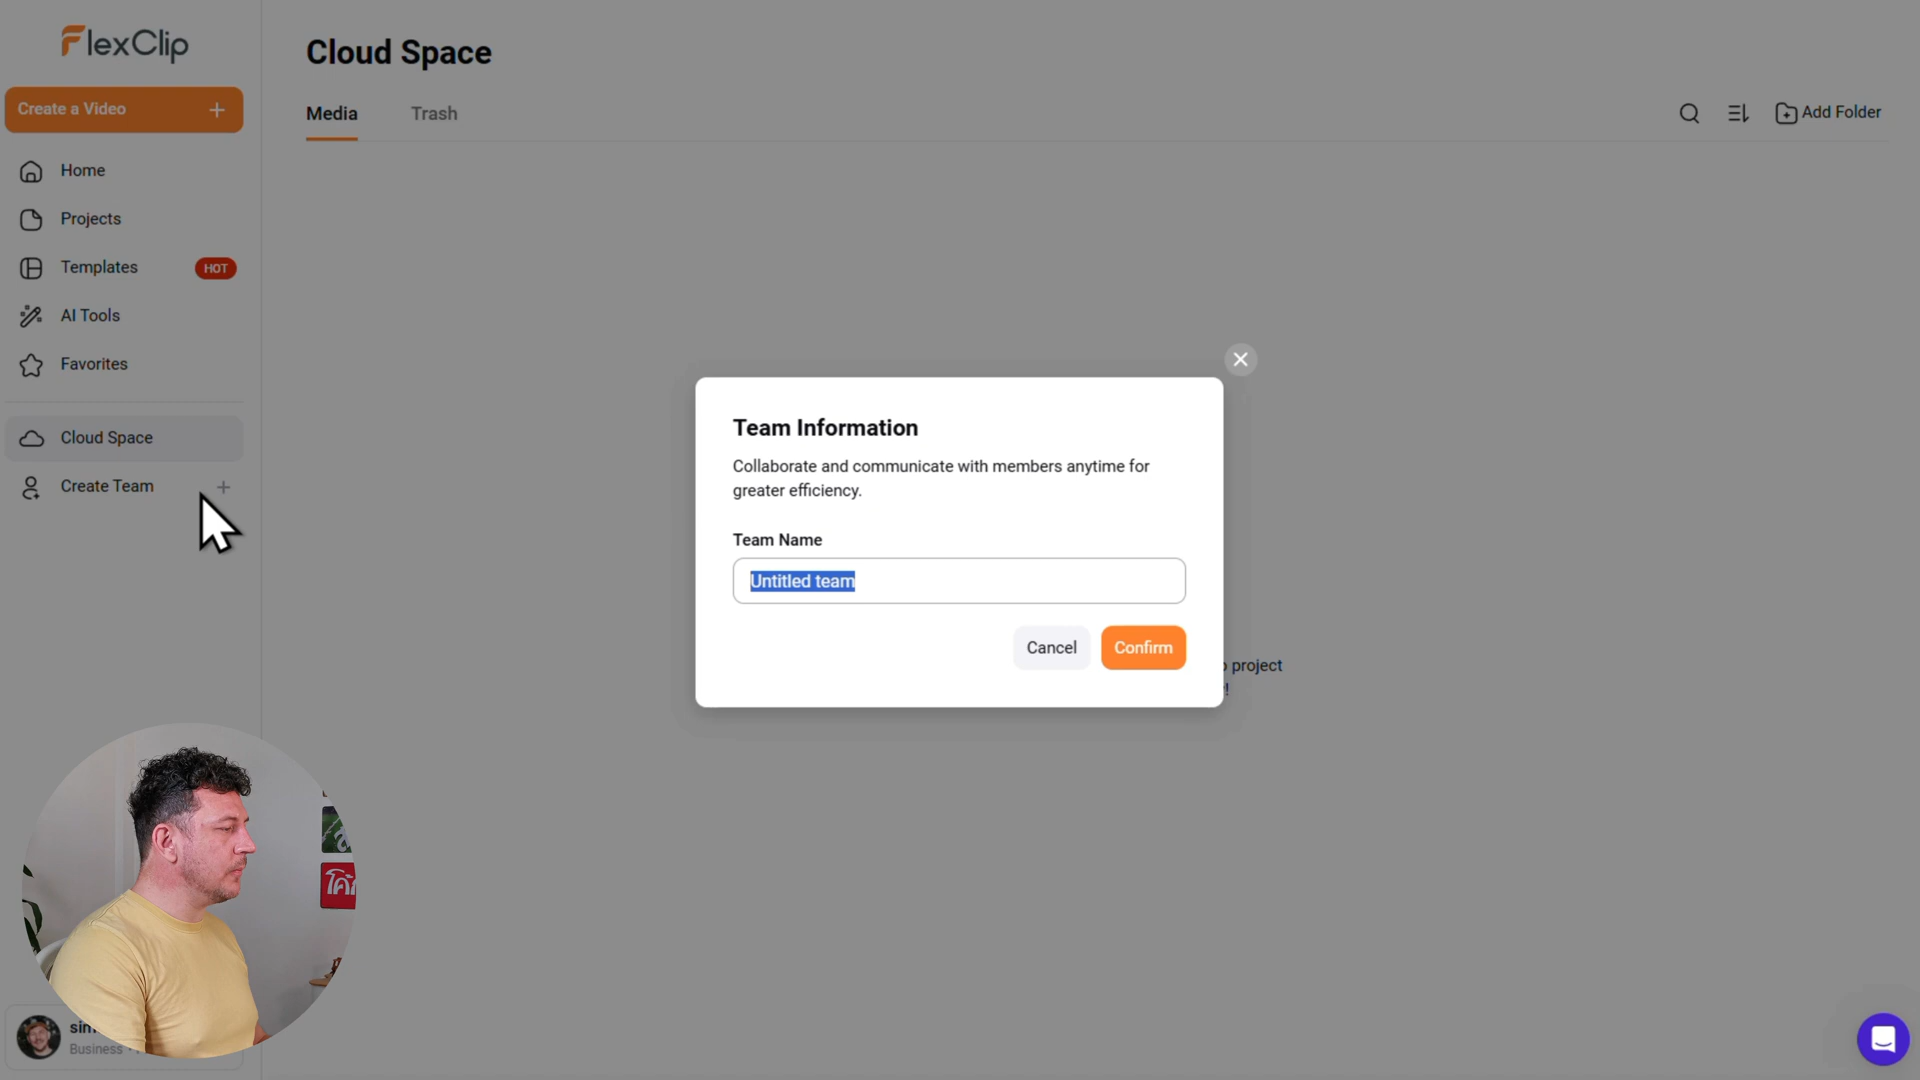 FlexClip
Create a Video
Home
Projects
Templates
HOT
AI Tools
Favorites
Cloud Space
Create Team
Cloud Space
Media
Trash
Add Folder
Team Information
Collaborate and communicate with members anytime for
greater efficiency.
Team Name
Untitled team
Cancel
Confirm
project
Business